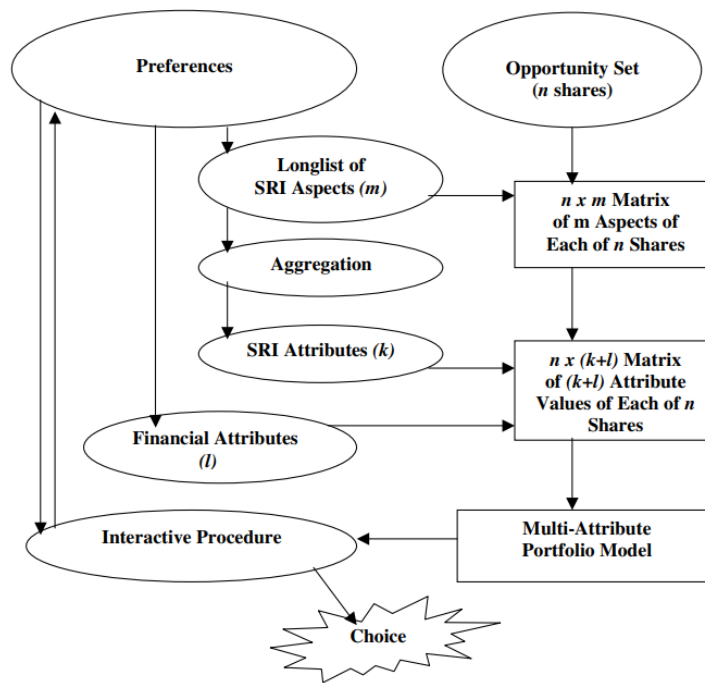 Preferences
Opportunity Set
(n shares)
Longlist of
SRI Aspects (m)
n x m Matrix
of m Aspects of
Each of n Shares
Aggregation
SRI Attributes (k)
n x (k+l) Matrix
of (k+l) Attribute
Values of Each of n
Shares
Financial Attributes
(l)
Interactive Procedure
Multi-Attribute
Portfolio Model
Choice